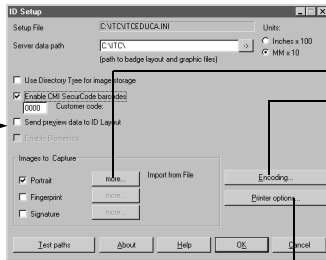 ID Setup
Setup File C:\ITC\ITCEDUCA.INI Units:
Inches x 100
Server data path C:\ITC\ -> MM x 10
(path to badge layout and graphic files)
Use Directory Tree for image storage
Enable CMI SecurCode barcodes
0000 Customer code:
Send preview data to ID Layout
Enable Biometrics
Images to Capture
Portrait more... Import from File
Encoding...
Fingerprint more...
Printer options...
Signature more...
Test paths About Help OK Cancel